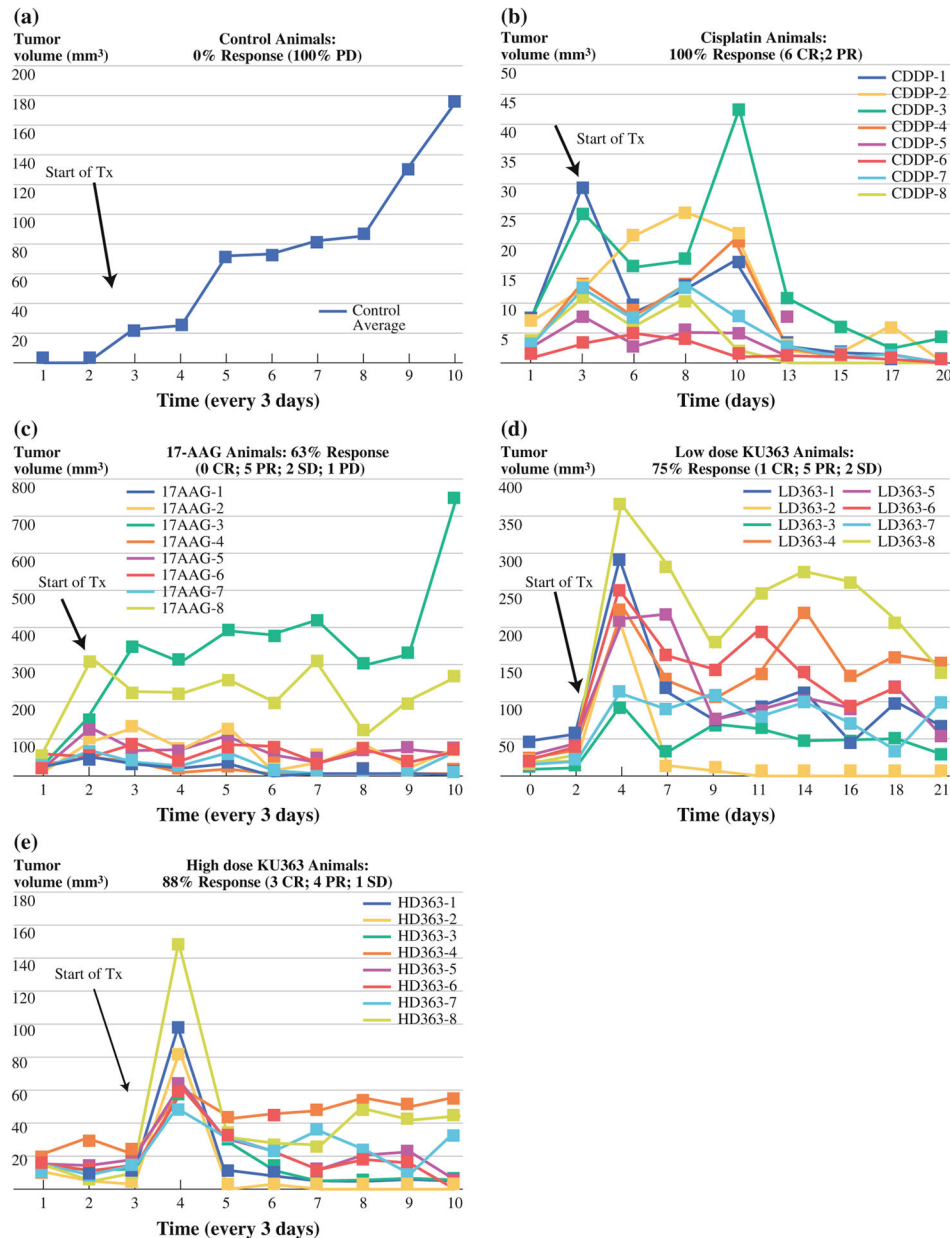 (a)
Tumor
volume (mm³)
Control Animals:
0% Response (100% PD)
200
180
160
140
120
100
80
60
40
20
Start of Tx
Control
Average
1 2 3 4 5 6 7 8 9 10
Time (every 3 days)
(b)
Tumor
volume (mm³)
Cisplatin Animals:
100% Response (6 CR;2 PR)
50
45
40
35
30
25
20
15
10
5
Start of Tx
CDDP-1
CDDP-2
CDDP-3
CDDP-4
CDDP-5
CDDP-6
CDDP-7
CDDP-8
1 3 6 8 10 13 15 17 20
Time (days)
(c)
Tumor
volume (mm³)
17-AAG Animals: 63% Response
(0 CR; 5 PR; 2 SD; 1 PD)
800
700
600
500
400
300
200
100
Start of Tx
17AAG-1
17AAG-2
17AAG-3
17AAG-4
17AAG-5
17AAG-6
17AAG-7
17AAG-8
1 2 3 4 5 6 7 8 9 10
Time (every 3 days)
(d)
Tumor
volume (mm³)
Low dose KU363 Animals:
75% Response (1 CR; 5 PR; 2 SD)
400
350
300
250
200
150
100
50
Start of Tx
LD363-1 LD363-5
LD363-2 LD363-6
LD363-3 LD363-7
LD363-4 LD363-8
0 2 4 7 9 11 14 16 18 21
Time (days)
(e)
Tumor
volume (mm³)
High dose KU363 Animals:
88% Response (3 CR; 4 PR; 1 SD)
180
160
140
120
100
80
60
40
20
Start of Tx
HD363-1
HD363-2
HD363-3
HD363-4
HD363-5
HD363-6
HD363-7
HD363-8
1 2 3 4 5 6 7 8 9 10
Time (every 3 days)